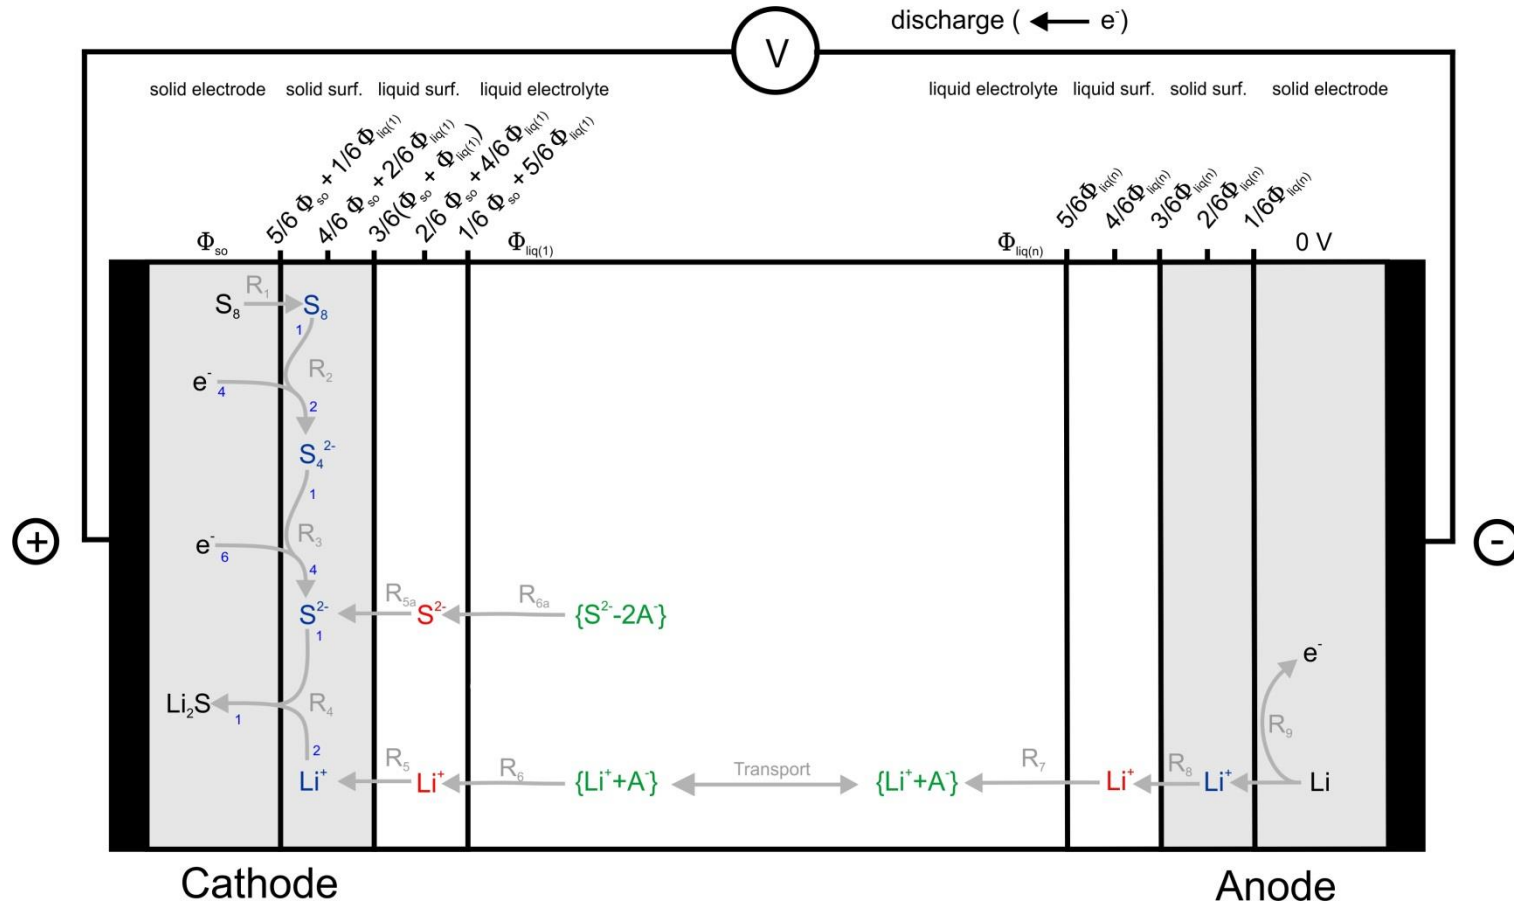 discharge ( ← e⁻)
V
solid electrode solid surf. liquid surf. liquid electrolyte liquid electrolyte liquid surf. solid surf. solid electrode
5/6 Φso + 1/6 Φliq(1)
4/6 Φso + 2/6 Φliq(1)
3/6(Φso + Φliq(1))
2/6 Φso + 4/6 Φliq(1)
1/6 Φso + 5/6 Φliq(1)
5/6Φliq(n)
4/6Φliq(n)
3/6Φliq(n)
2/6Φliq(n)
1/6Φliq(n)
Φso Φliq(1) Φliq(n) 0 V
S₈ R₁ S₈
1
R₂
e⁻ 4
2
S₄²⁻
1
R₃
e⁻ 6
4
S²⁻ R₅ₐ S²⁻ R₆ₐ {S²⁻-2A⁻}
1
e⁻
Li₂S 1 R₄
R₉
2
Li⁺ R₅ Li⁺ R₆ {Li⁺+A⁻} Transport {Li⁺+A⁻} R₇ Li⁺ R₈ Li⁺ Li
+
-
Cathode Anode